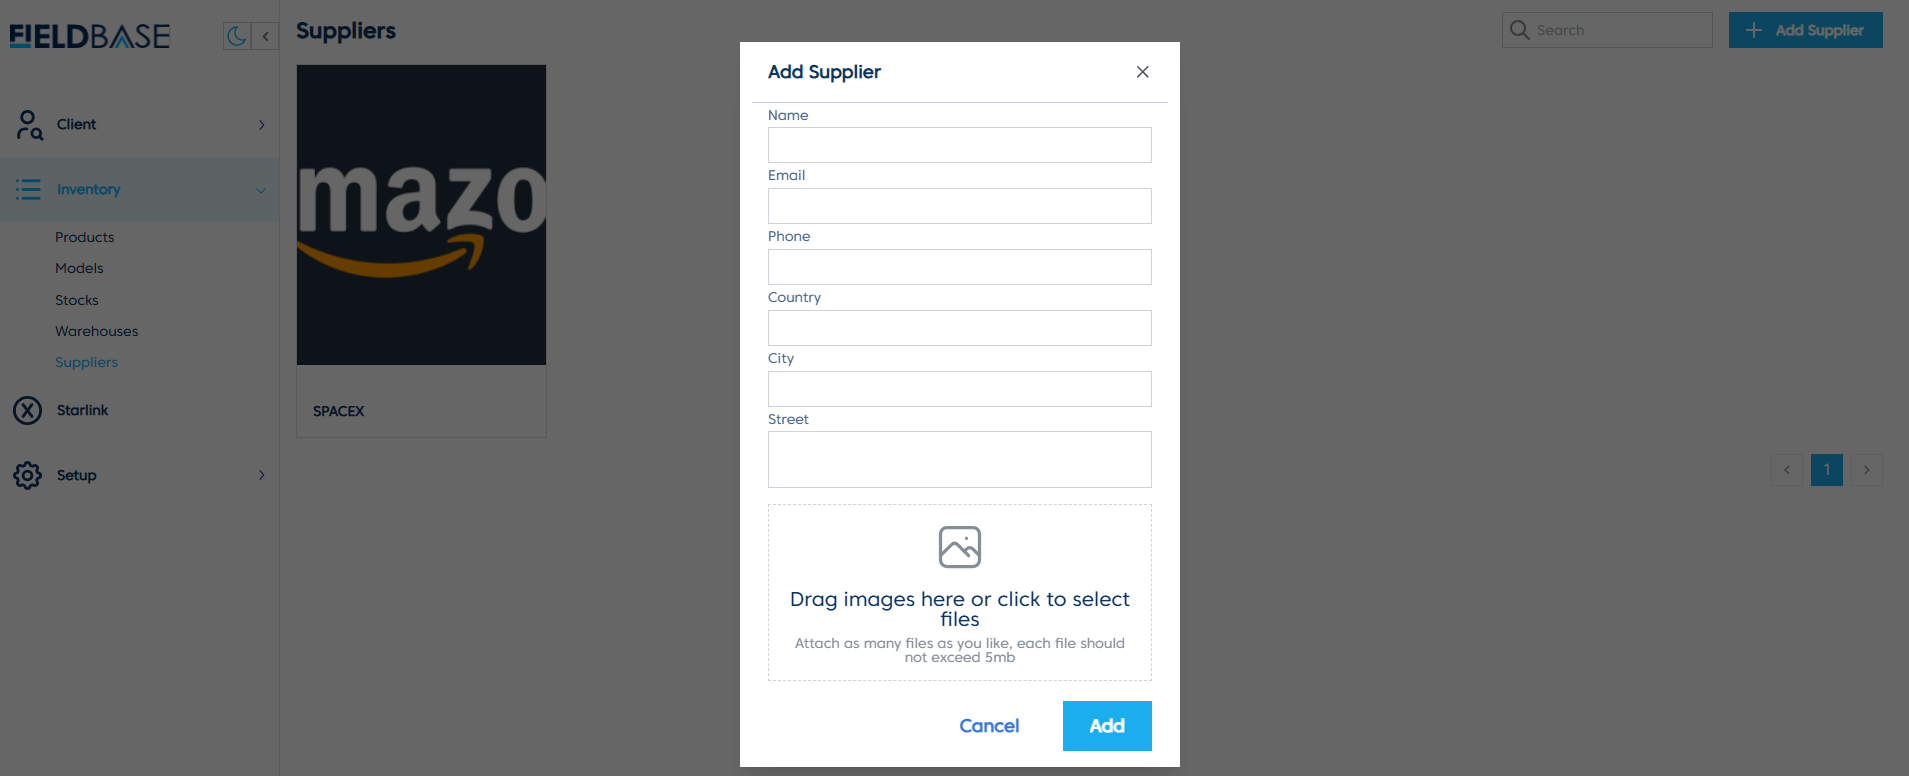 FIELDBASE
Client
Inventory
Products
Models
Stocks
Warehouses
Suppliers
Starlink
Setup
Suppliers
Search
Add Supplier
mazo
SPACEX
1
Add Supplier
Name
Email
Phone
Country
City
Street
Drag images here or click to select
files
Attach as many files as you like, each file should
not exceed 5mb
Cancel
Add